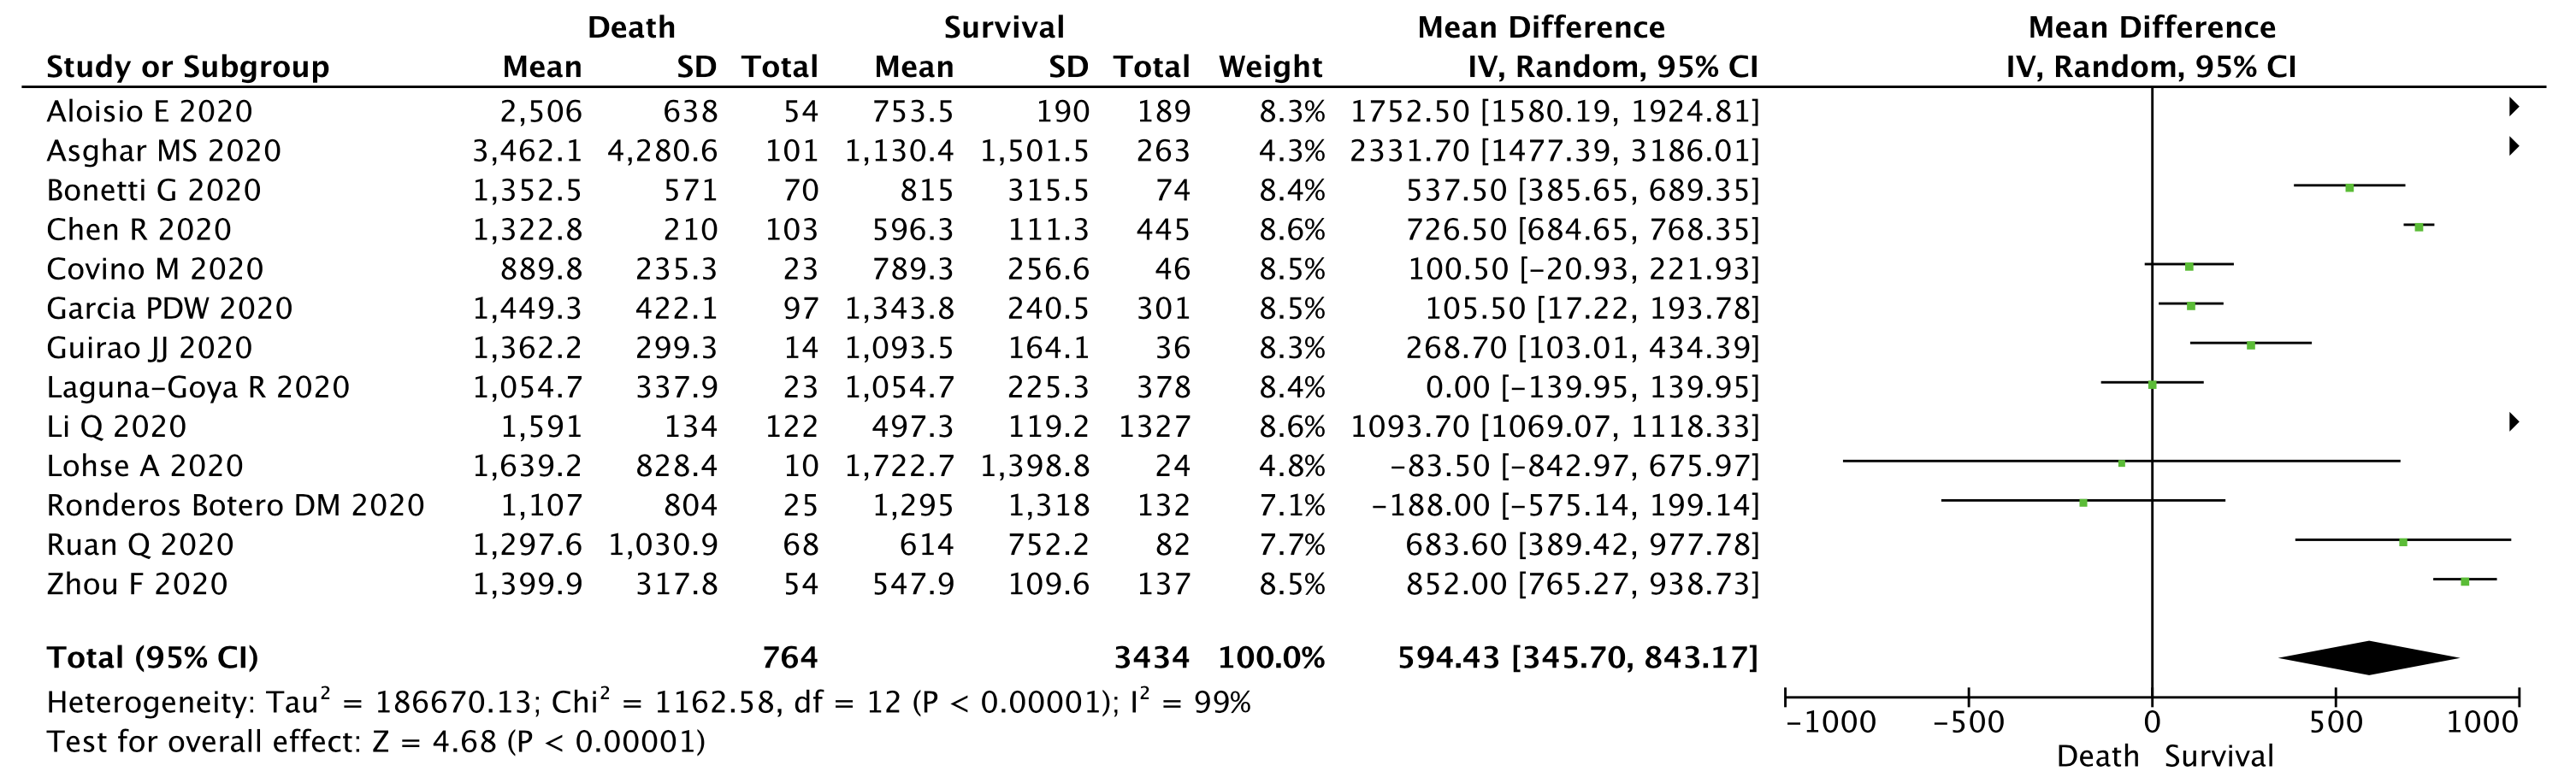 Death Survival Mean Difference Mean Difference
Study or Subgroup Mean SD Total Mean SD Total Weight IV, Random, 95% CI IV, Random, 95% CI
Aloisio E 2020 2,506 638 54 753.5 190 189 8.3% 1752.50 [1580.19, 1924.81]
Asghar MS 2020 3,462.1 4,280.6 101 1,130.4 1,501.5 263 4.3% 2331.70 [1477.39, 3186.01]
Bonetti G 2020 1,352.5 571 70 815 315.5 74 8.4% 537.50 [385.65, 689.35]
Chen R 2020 1,322.8 210 103 596.3 111.3 445 8.6% 726.50 [684.65, 768.35]
Covino M 2020 889.8 235.3 23 789.3 256.6 46 8.5% 100.50 [−20.93, 221.93]
Garcia PDW 2020 1,449.3 422.1 97 1,343.8 240.5 301 8.5% 105.50 [17.22, 193.78]
Guirao JJ 2020 1,362.2 299.3 14 1,093.5 164.1 36 8.3% 268.70 [103.01, 434.39]
Laguna−Goya R 2020 1,054.7 337.9 23 1,054.7 225.3 378 8.4% 0.00 [−139.95, 139.95]
Li Q 2020 1,591 134 122 497.3 119.2 1327 8.6% 1093.70 [1069.07, 1118.33]
Lohse A 2020 1,639.2 828.4 10 1,722.7 1,398.8 24 4.8% −83.50 [−842.97, 675.97]
Ronderos Botero DM 2020 1,107 804 25 1,295 1,318 132 7.1% −188.00 [−575.14, 199.14]
Ruan Q 2020 1,297.6 1,030.9 68 614 752.2 82 7.7% 683.60 [389.42, 977.78]
Zhou F 2020 1,399.9 317.8 54 547.9 109.6 137 8.5% 852.00 [765.27, 938.73]
Total (95% CI) 764 3434 100.0% 594.43 [345.70, 843.17]
Heterogeneity: Tau² = 186670.13; Chi² = 1162.58, df = 12 (P < 0.00001); I² = 99%
Test for overall effect: Z = 4.68 (P < 0.00001)
−1000 −500 0 500 1000
Death Survival